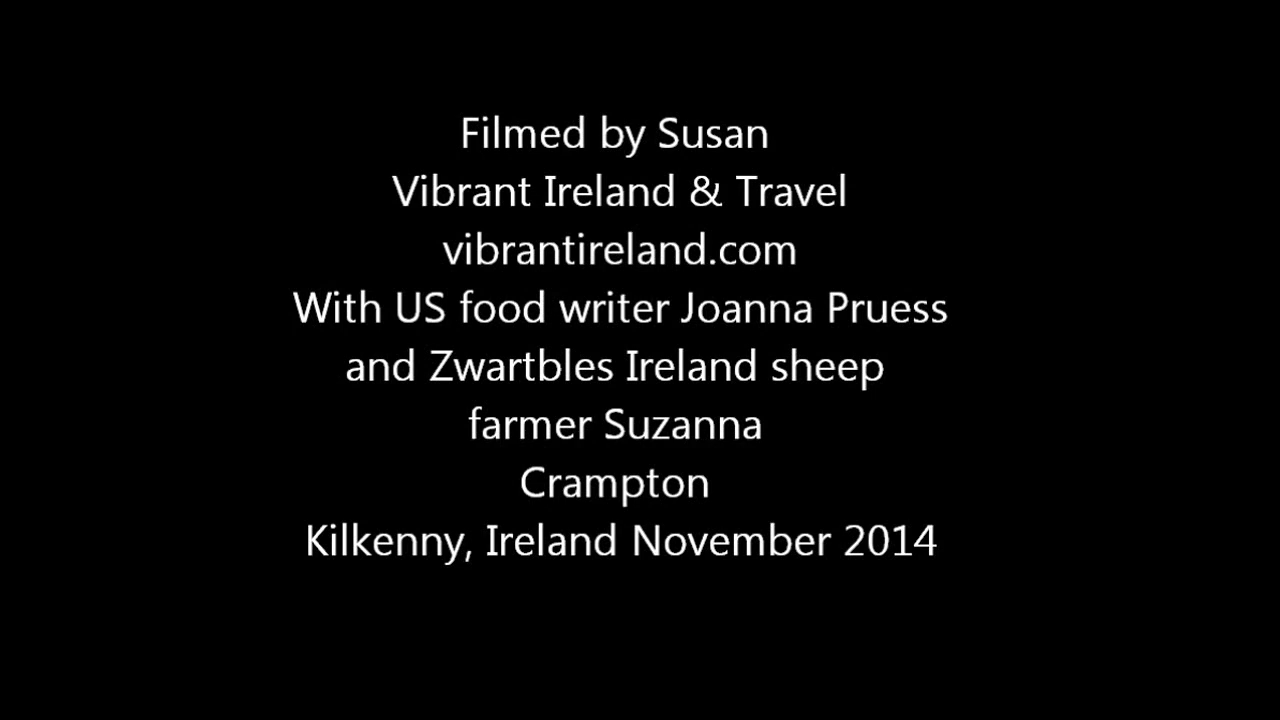 Filmed by Susan
Vibrant Ireland & Travel
vibrantireland.com
With US food writer Joanna Pruess
and Zwartbles Ireland sheep
farmer Suzanna
Crampton
Kilkenny, Ireland November 2014